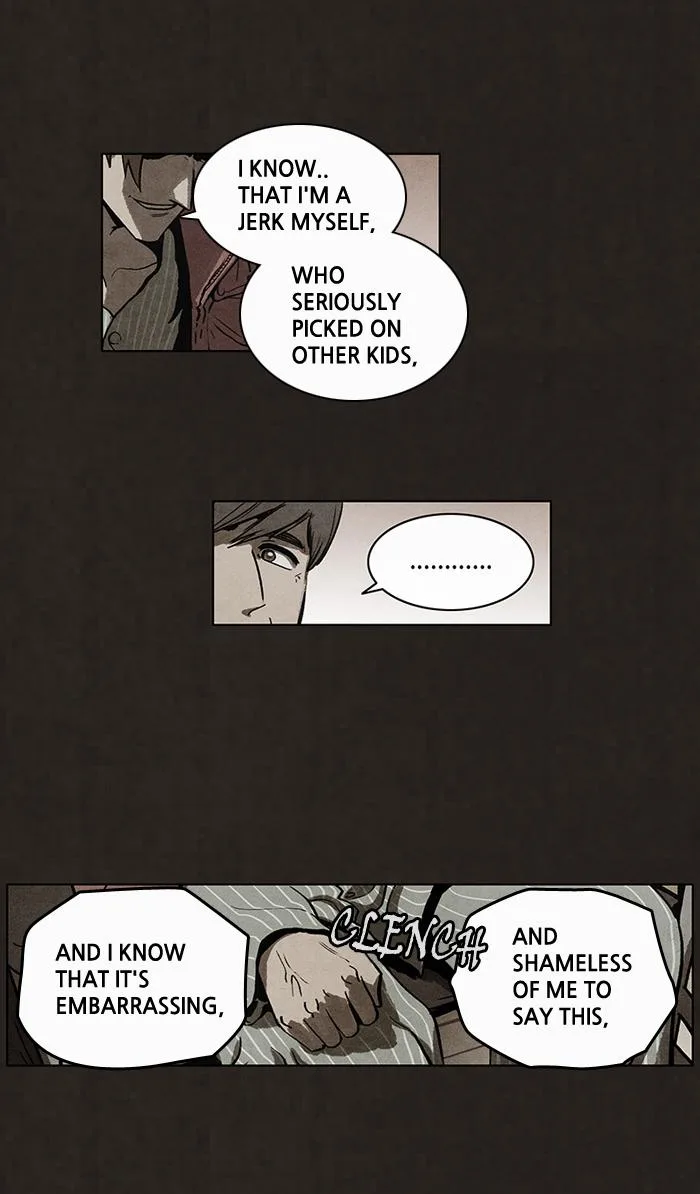 I KNOW..
THAT I'M A
JERK MYSELF,
WHO
SERIOUSLY
PICKED ON
OTHER KIDS,
............
CLENCH
AND I KNOW
THAT IT'S
EMBARRASSING,
AND
SHAMELESS
OF ME TO
SAY THIS,